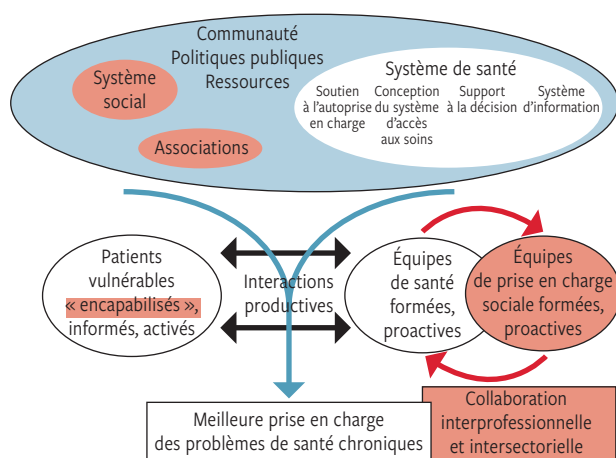 Communauté
Politiques publiques
Ressources
Système
social
Associations
Système de santé
Soutien
à l'autoprise
en charge
Conception
du système
d'accès
aux soins
Support
à la décision
Système
d'information
Patients
vulnérables
« encapabilisés »,
informés, activés
Interactions
productives
Équipes
de santé
formées,
proactives
Équipes
de prise en charge
sociale formées,
proactives
Meilleure prise en charge
des problèmes de santé chroniques
Collaboration
interprofessionnelle
et intersectorielle